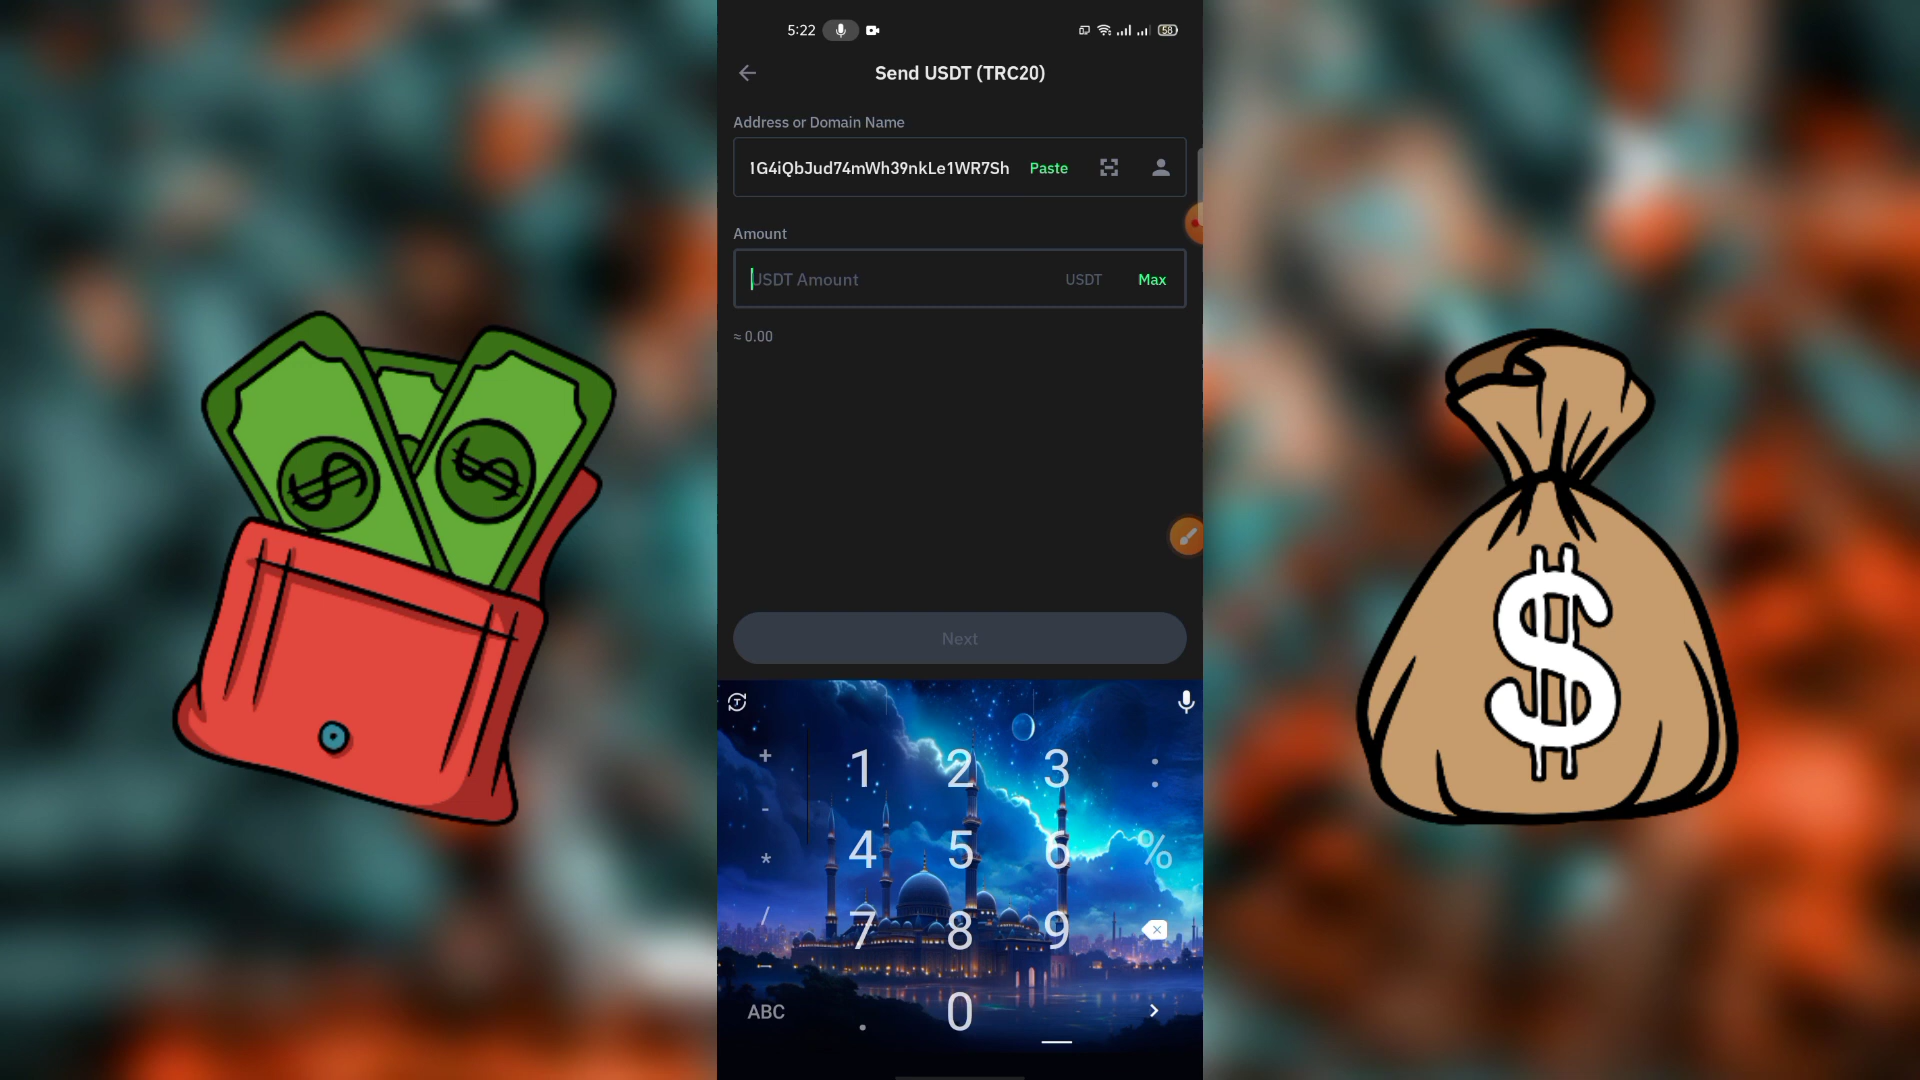 5:22
58
Send USDT (TRC20)
Address or Domain Name
1G4iQbJud74mWh39nkLe1WR7Sh Paste
Amount
USDT Amount USDT Max
≈ 0.00
Next
+ 1 2 3 :
-
* 4 5 6 %
/ 7 8 9
_
ABC . 0
$ $
$